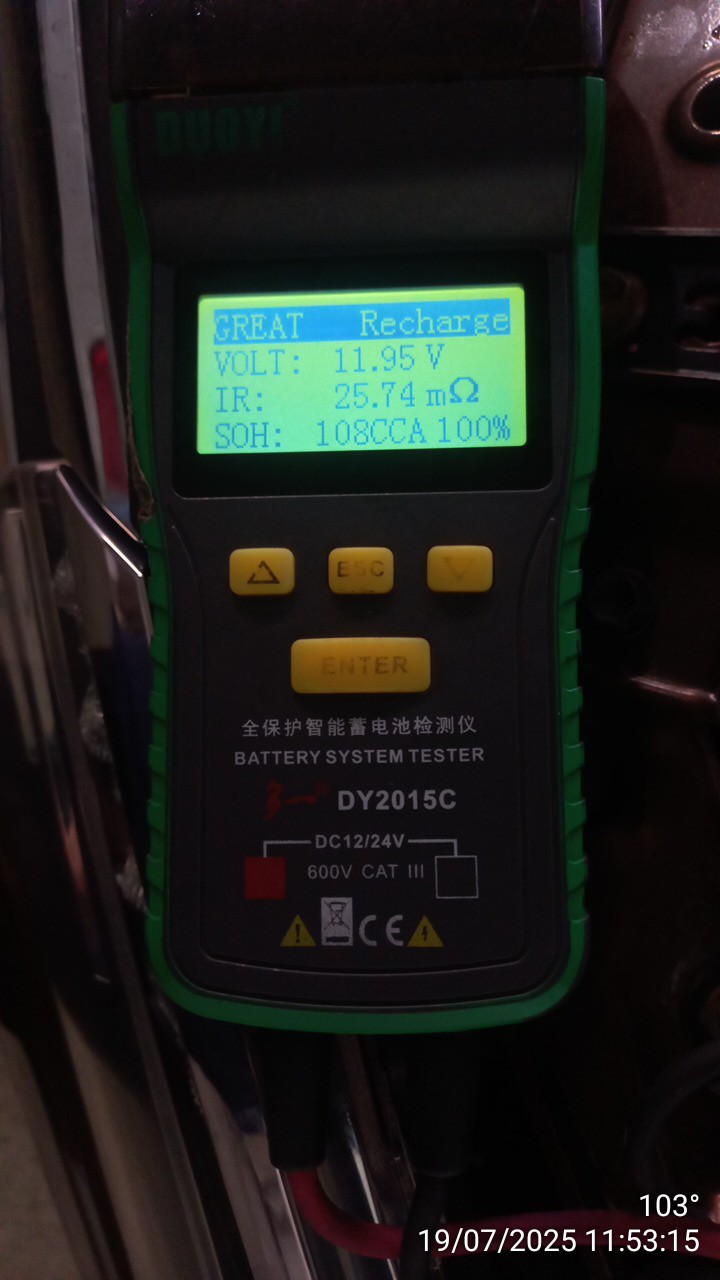 DUOYI
GREAT Recharge
VOLT: 11.95 V
IR: 25.74 mΩ
SOH: 108CCA 100%
ESC
ENTER
全保护智能蓄电池检测仪
BATTERY SYSTEM TESTER
多一 DY2015C
DC12/24V
600V CAT III
CE
103°
19/07/2025 11:53:15